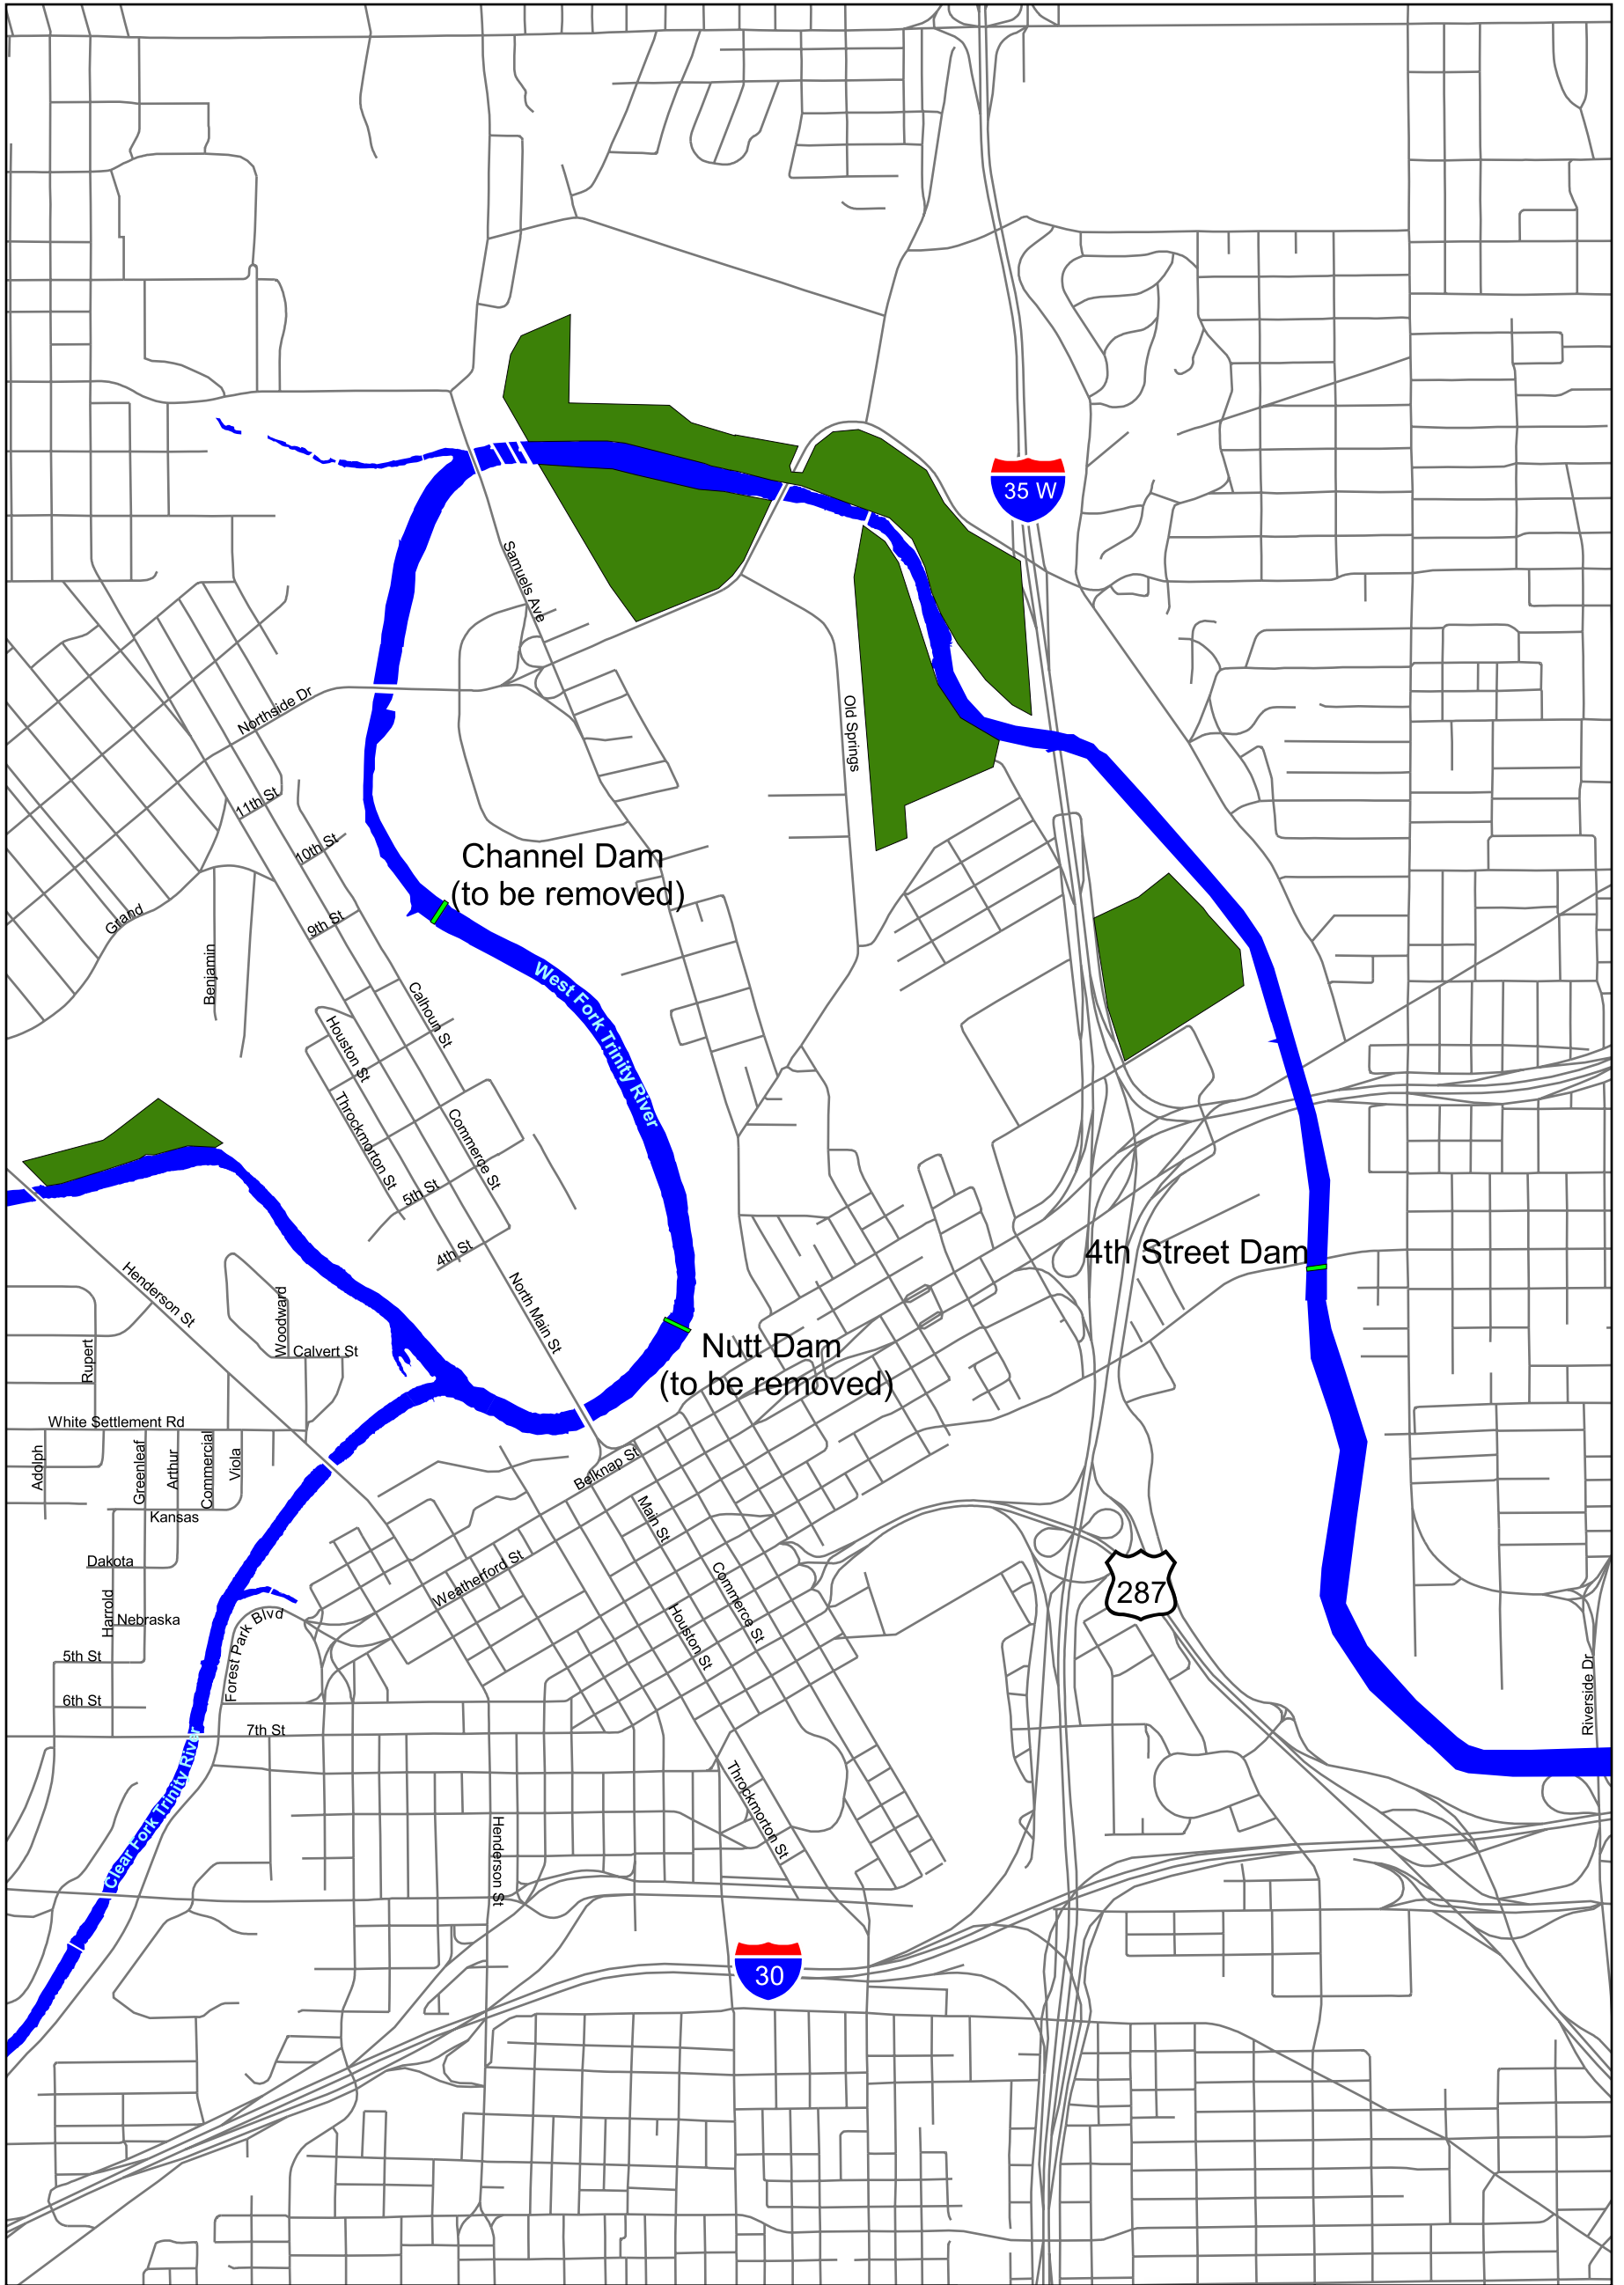 35 W
Samuels Ave
Northside Dr
Old Springs
11th St
10th St
Channel Dam
(to be removed)
Grand
9th St
Benjamin
West Fork Trinity River
Calhoun St
Houston St
Throckmorton St
Commerce St
5th St
4th St
4th Street Dam
Henderson St
North Main St
Woodward
Rupert
Calvert St
Nutt Dam
(to be removed)
White Settlement Rd
Adolph
Greenleaf
Arthur
Commercial
Viola
Belknap St
Kansas
Main St
Dakota
Weatherford St
Commerce St
287
Harrold
Nebraska
Forest Park Blvd
Houston St
5th St
6th St
7th St
Riverside Dr
Clear Fork Trinity River
Throckmorton St
Henderson St
30